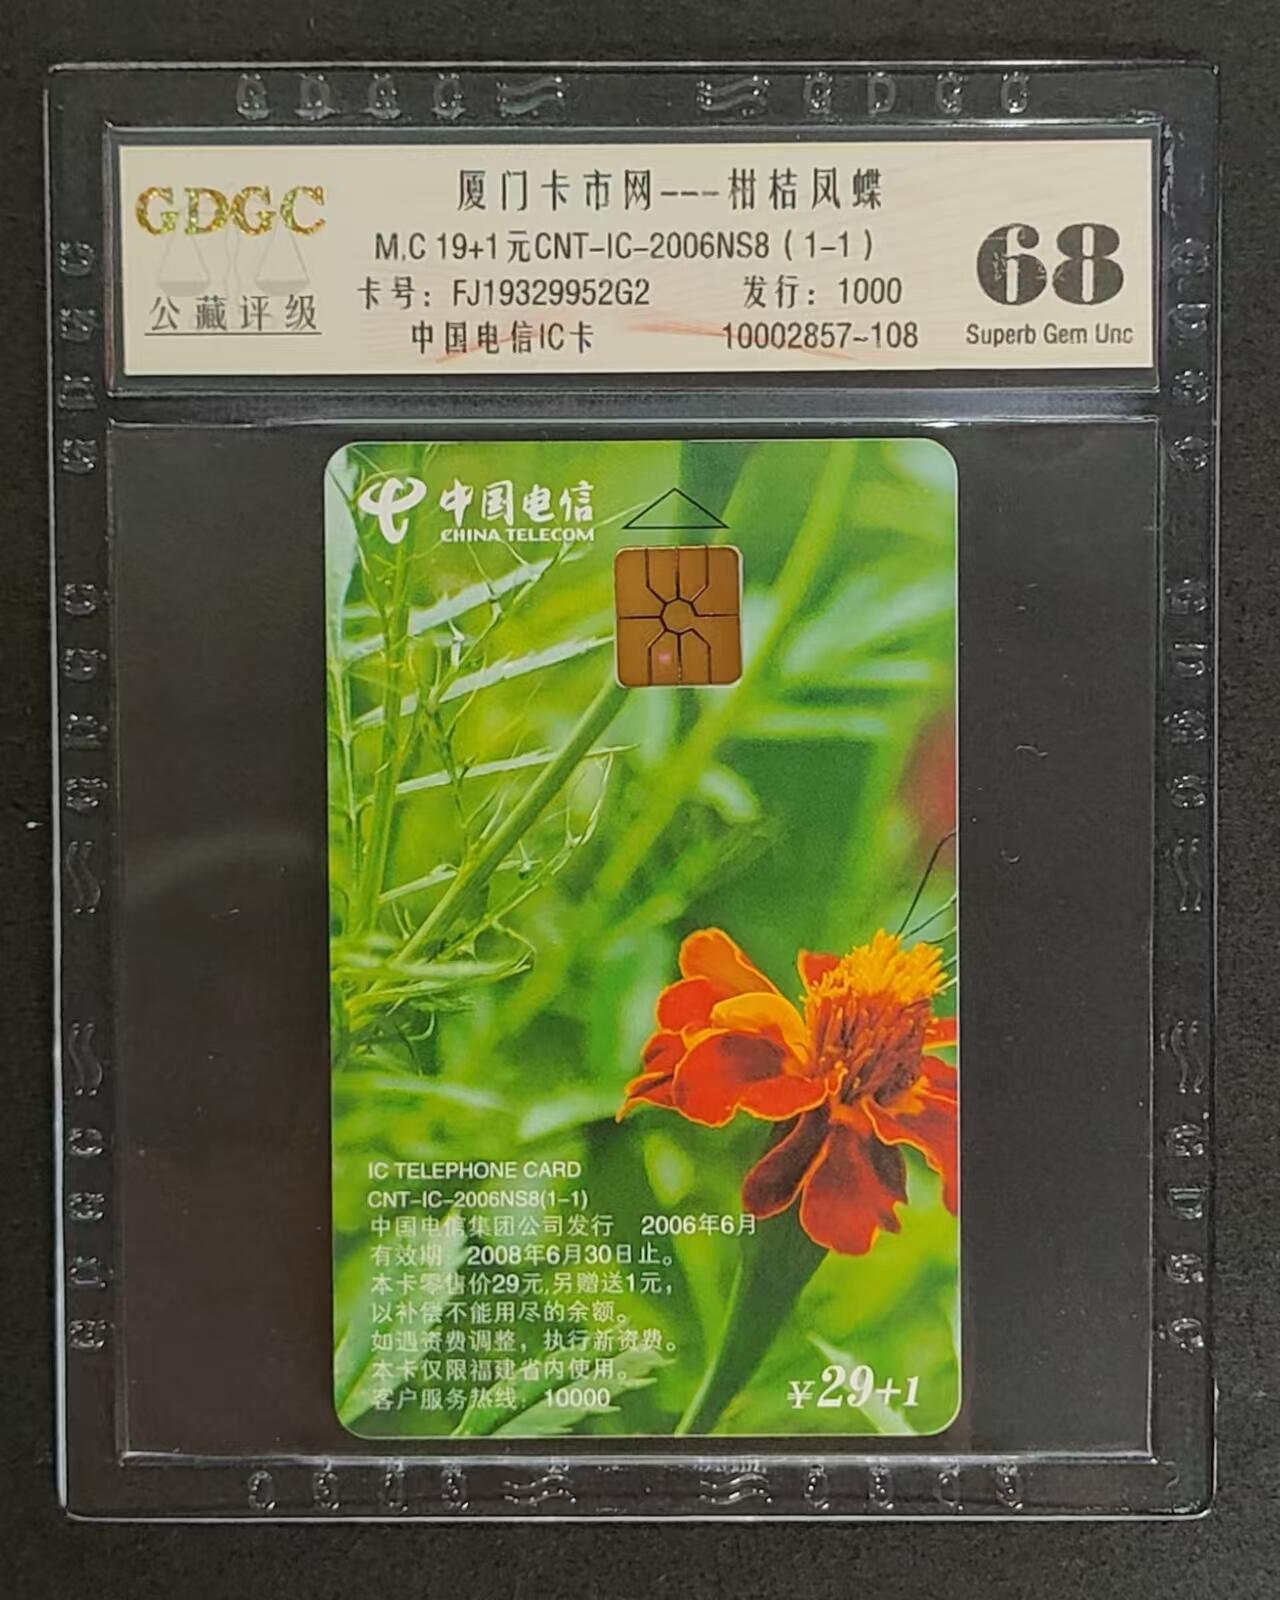 GDGC
公藏评级
厦门卡市网---柑桔凤蝶
M.C 19+1元CNT-IC-2006NS8(1-1)
卡号：FJ19329952G2 发行：1000
中国电信IC卡 10002857~108
68
Superb Gem Unc
中国电信
CHINA TELECOM
IC TELEPHONE CARD
CNT-IC-2006NS8(1-1)
中国电信集团公司发行 2006年6月
有效期 2008年6月30日止。
本卡零售价29元,另赠送1元，
以补偿不能用尽的余额。
如遇资费调整，执行新资费。
本卡仅限福建省内使用。
客户服务热线：10000
¥29+1